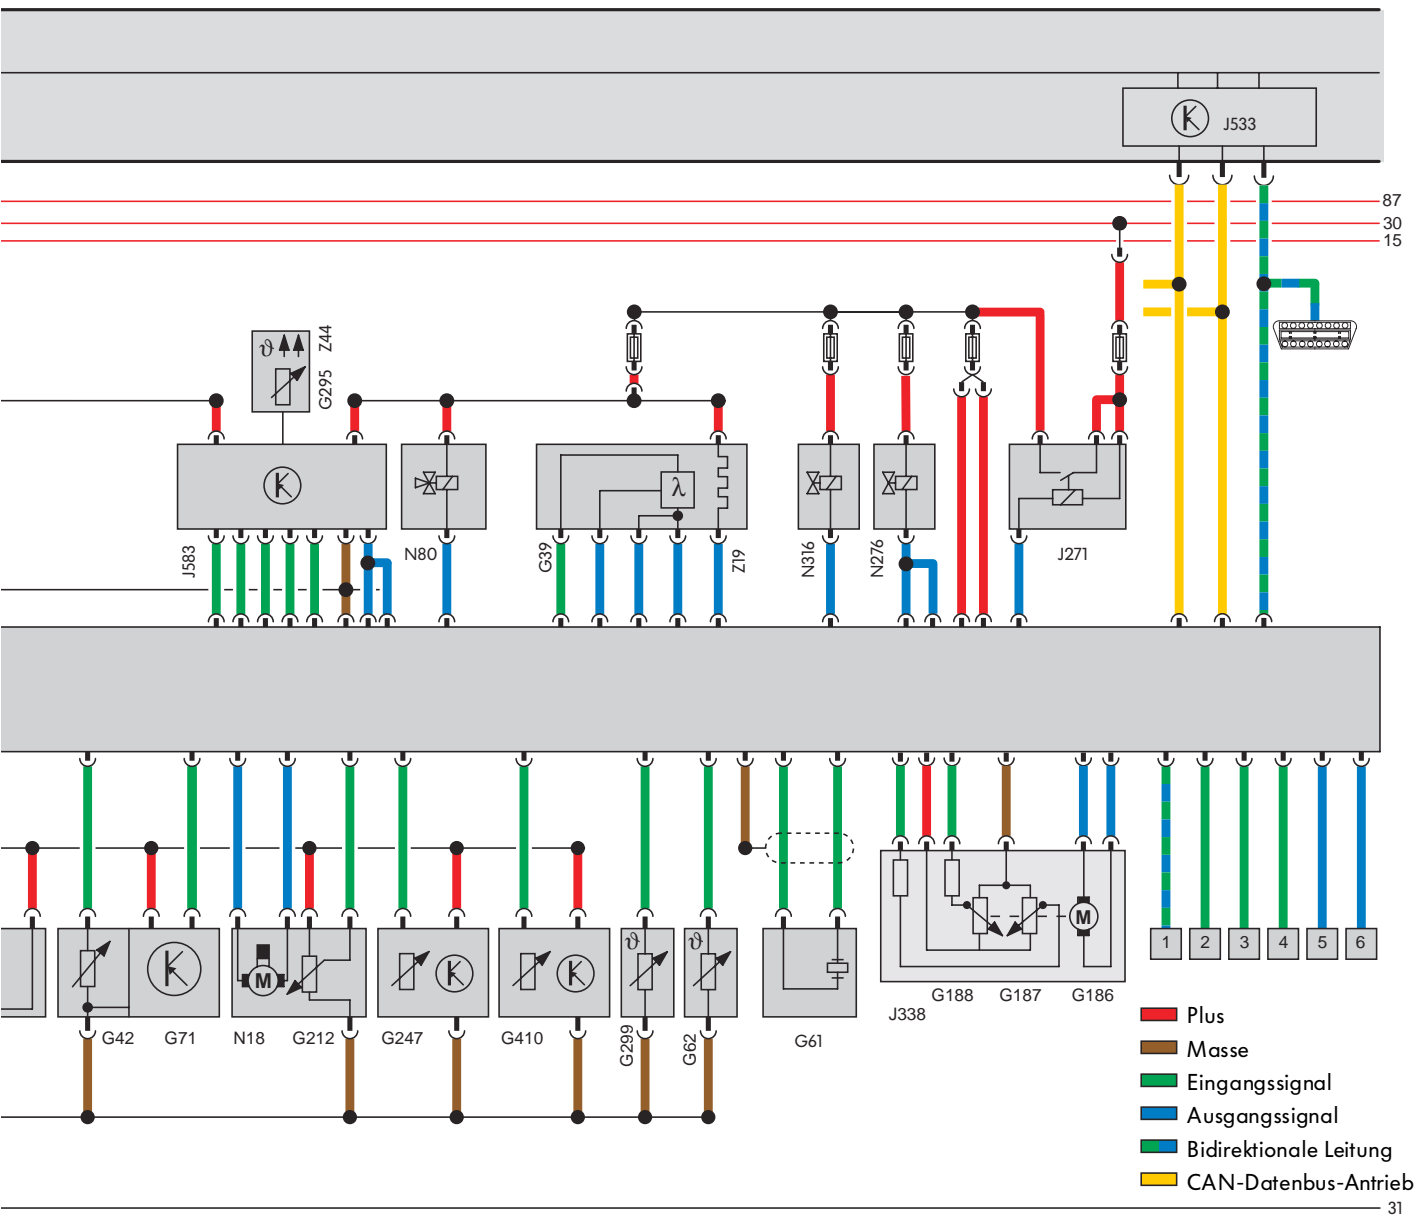 J533
87
30
15
Z44
G295
ϑ
J583
N80
G39
λ
Z19
N316
N276
J271
M
ϑ
ϑ
M
1
2
3
4
5
6
G42
G71
N18
G212
G247
G410
G299
G62
G61
J338
G188
G187
G186
Plus
Masse
Eingangssignal
Ausgangssignal
Bidirektionale Leitung
CAN-Datenbus-Antrieb
31